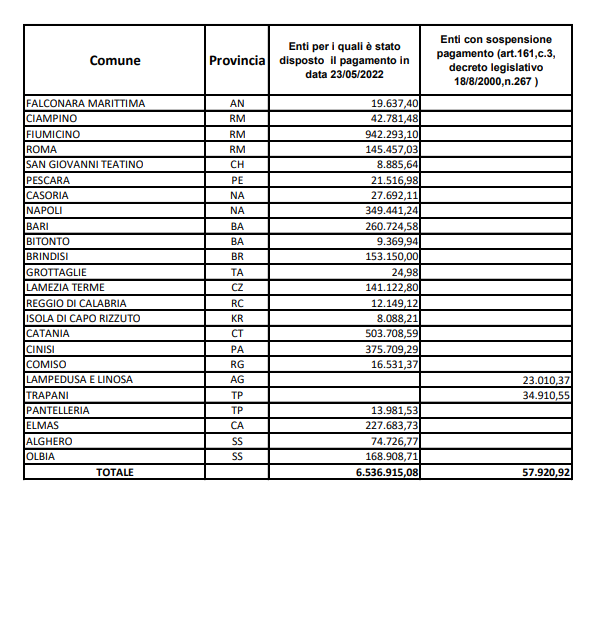 Comune Provincia Enti per i quali è stato disposto il pagamento in data 23/05/2022 Enti con sospensione pagamento (art.161,c.3, decreto legislativo 18/8/2000,n.267 )
FALCONARA MARITTIMA AN 19.637,40
CIAMPINO RM 42.781,48
FIUMICINO RM 942.293,10
ROMA RM 145.457,03
SAN GIOVANNI TEATINO CH 8.885,64
PESCARA PE 21.516,98
CASORIA NA 27.692,11
NAPOLI NA 349.441,24
BARI BA 260.724,58
BITONTO BA 9.369,94
BRINDISI BR 153.150,00
GROTTAGLIE TA 24,98
LAMEZIA TERME CZ 141.122,80
REGGIO DI CALABRIA RC 12.149,12
ISOLA DI CAPO RIZZUTO KR 8.088,21
CATANIA CT 503.708,59
CINISI PA 375.709,29
COMISO RG 16.531,37
LAMPEDUSA E LINOSA AG 23.010,37
TRAPANI TP 34.910,55
PANTELLERIA TP 13.981,53
ELMAS CA 227.683,73
ALGHERO SS 74.726,77
OLBIA SS 168.908,71
TOTALE 6.536.915,08 57.920,92